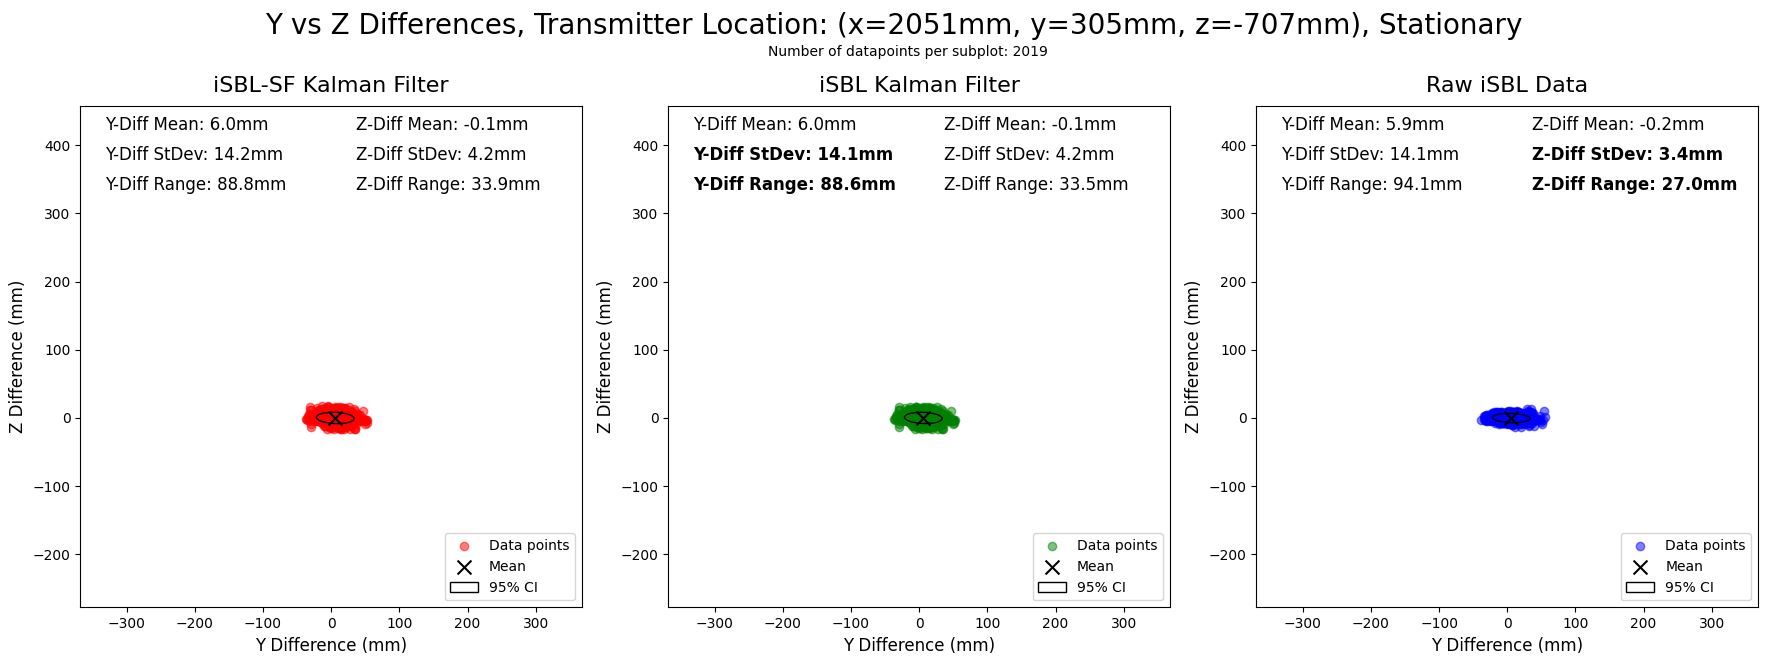 Y vs Z Differences, Transmitter Location: (x=2051mm, y=305mm, z=-707mm), Stationary
Number of datapoints per subplot: 2019
iSBL-SF Kalman Filter
Y-Diff Mean: 6.0mm
Z-Diff Mean: -0.1mm
Y-Diff StDev: 14.2mm
Z-Diff StDev: 4.2mm
Y-Diff Range: 88.8mm
Z-Diff Range: 33.9mm
Z Difference (mm)
400
300
200
100
0
−100
−200
Data points
Mean
95% CI
−300
−200
−100
0
100
200
300
Y Difference (mm)
iSBL Kalman Filter
Y-Diff Mean: 6.0mm
Z-Diff Mean: -0.1mm
Y-Diff StDev: 14.1mm
Z-Diff StDev: 4.2mm
Y-Diff Range: 88.6mm
Z-Diff Range: 33.5mm
Z Difference (mm)
400
300
200
100
0
−100
−200
Data points
Mean
95% CI
−300
−200
−100
0
100
200
300
Y Difference (mm)
Raw iSBL Data
Y-Diff Mean: 5.9mm
Z-Diff Mean: -0.2mm
Y-Diff StDev: 14.1mm
Z-Diff StDev: 3.4mm
Y-Diff Range: 94.1mm
Z-Diff Range: 27.0mm
Z Difference (mm)
400
300
200
100
0
−100
−200
Data points
Mean
95% CI
−300
−200
−100
0
100
200
300
Y Difference (mm)